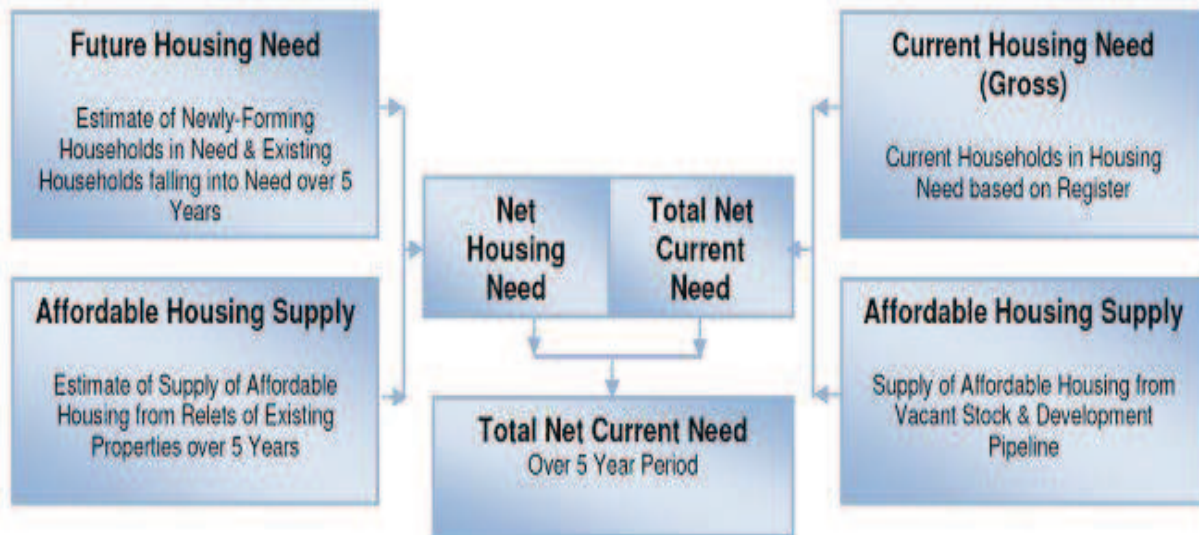 Future Housing Need
Estimate of Newly-Forming
Households in Need & Existing
Households falling into Need over 5
Years
Affordable Housing Supply
Estimate of Supply of Affordable
Housing from Relets of Existing
Properties over 5 Years
Net
Housing
Need
Total Net
Current
Need
Total Net Current Need
Over 5 Year Period
Current Housing Need
(Gross)
Current Households in Housing
Need based on Register
Affordable Housing Supply
Supply of Affordable Housing from
Vacant Stock & Development
Pipeline